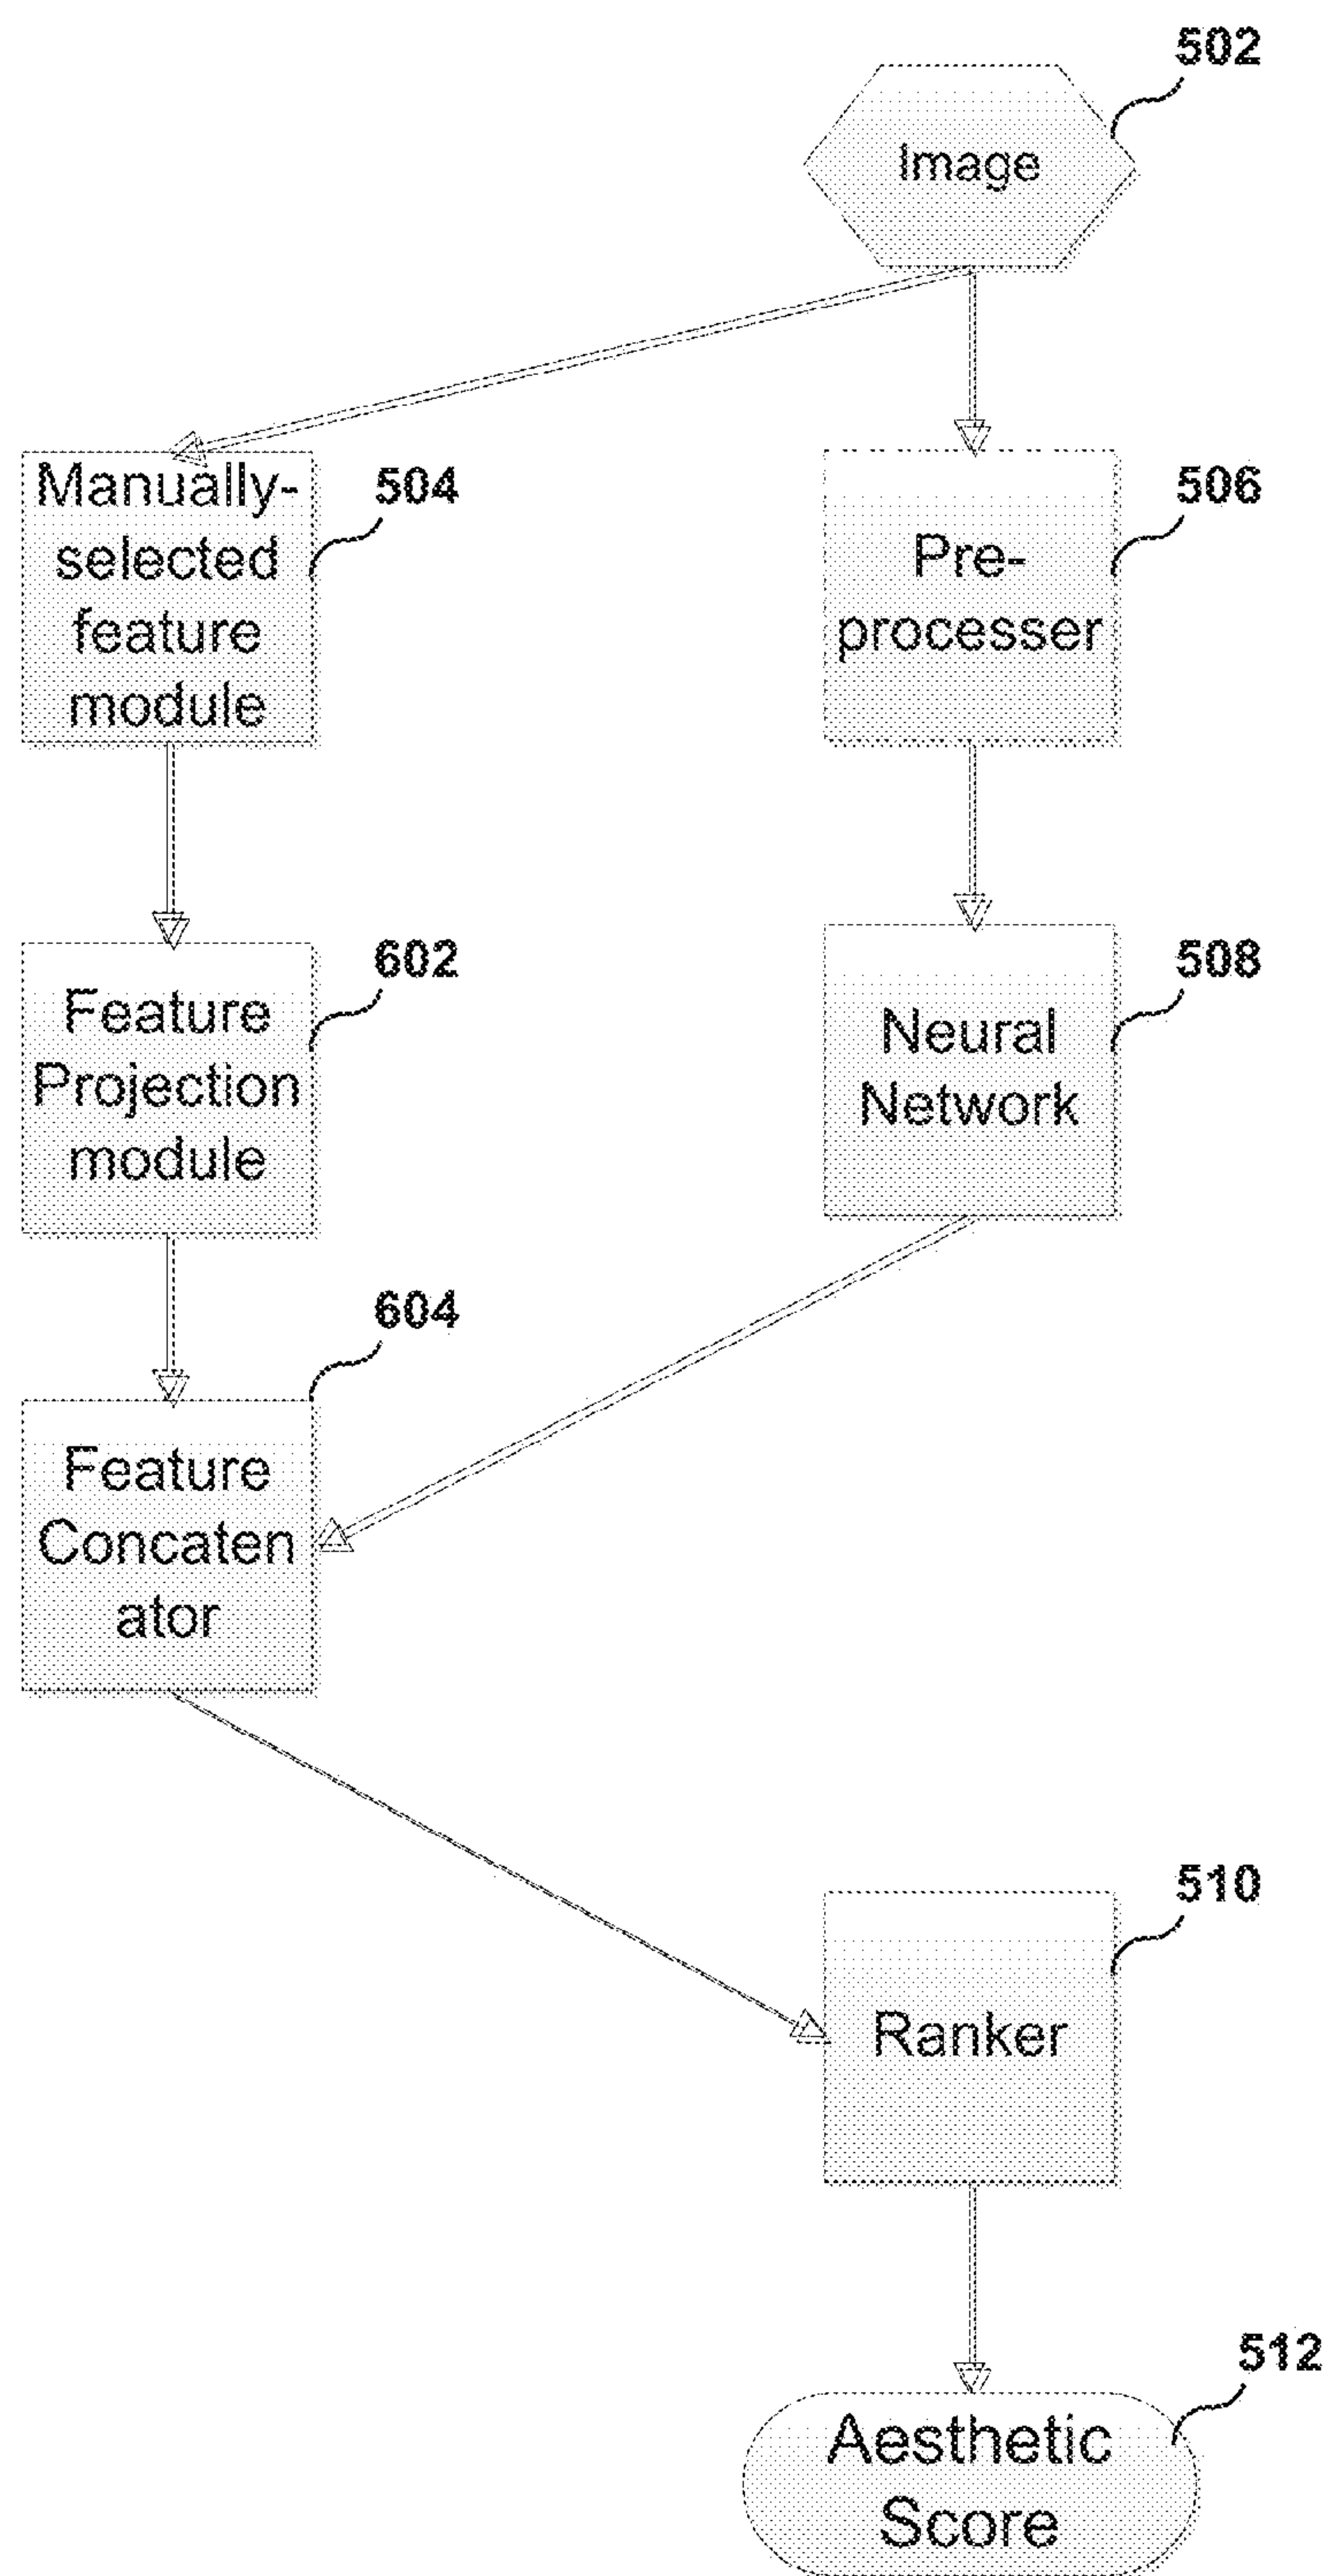 502
Image
Manually-
selected
feature
module
504
Pre-
processer
506
Feature
Projection
module
602
Neural
Network
508
604
Feature
Concaten
ator
510
Ranker
512
Aesthetic
Score